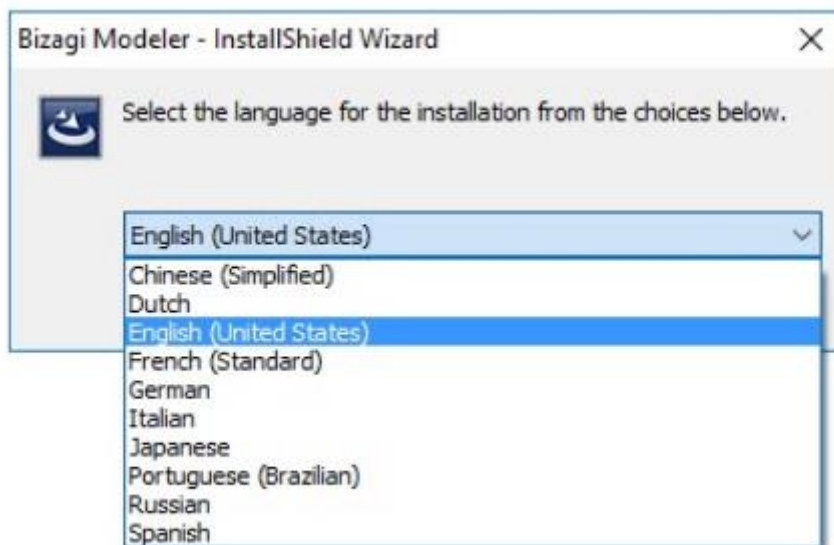 Bizagi Modeler - InstallShield Wizard
Select the language for the installation from the choices below.
English (United States)
Chinese (Simplified)
Dutch
English (United States)
French (Standard)
German
Italian
Japanese
Portuguese (Brazilian)
Russian
Spanish